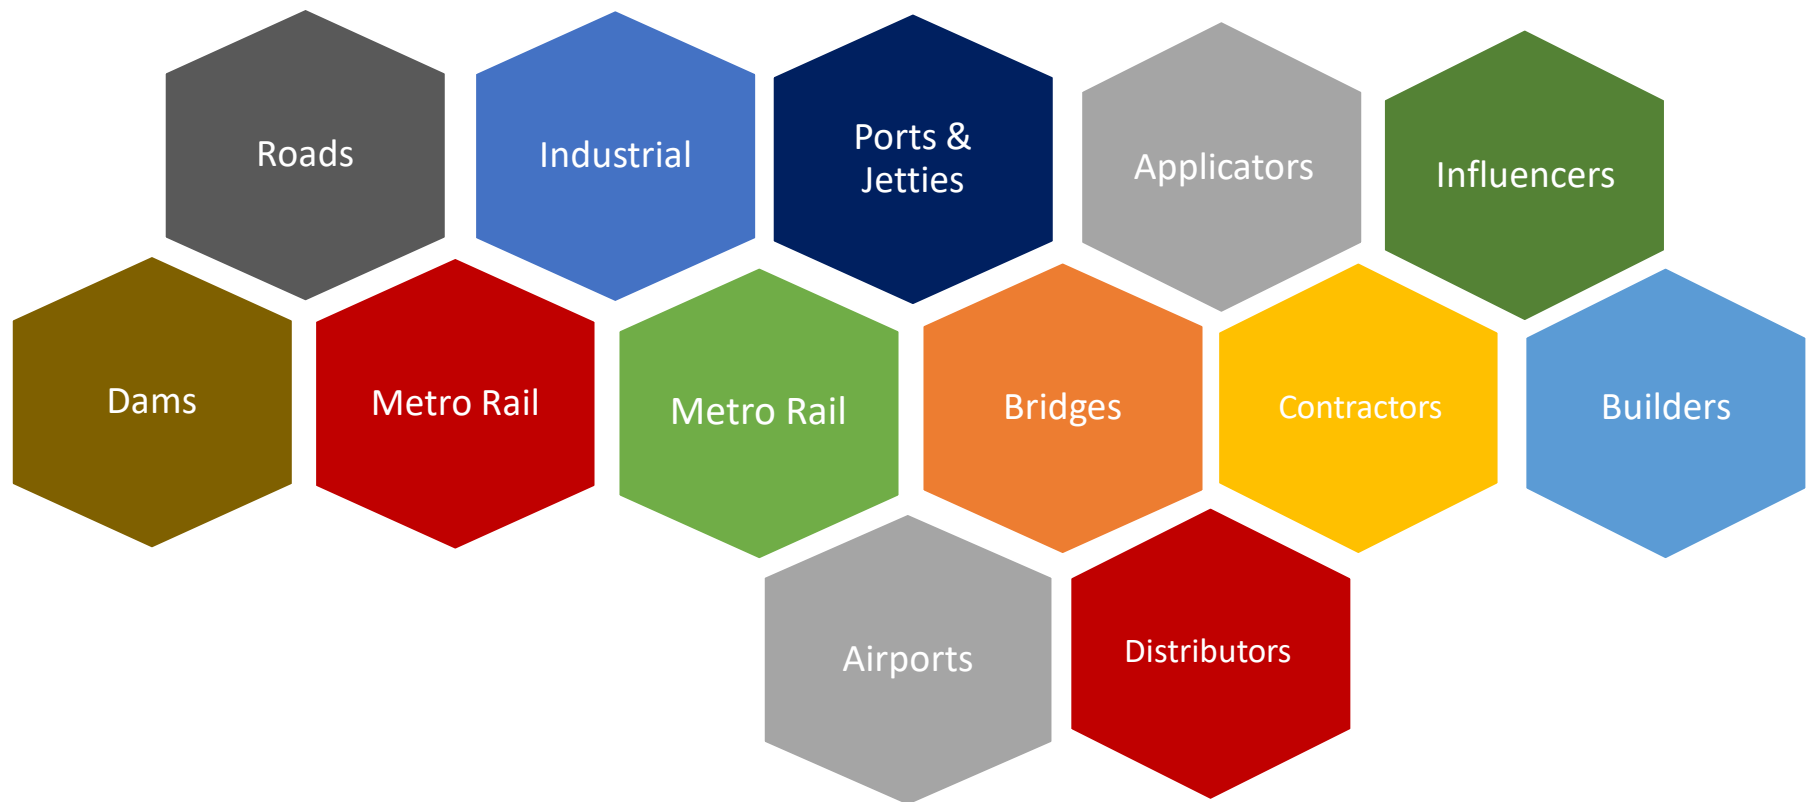 Roads
Industrial
Ports &
Jetties
Applicators
Influencers
Dams
Metro Rail
Metro Rail
Bridges
Contractors
Builders
Airports
Distributors